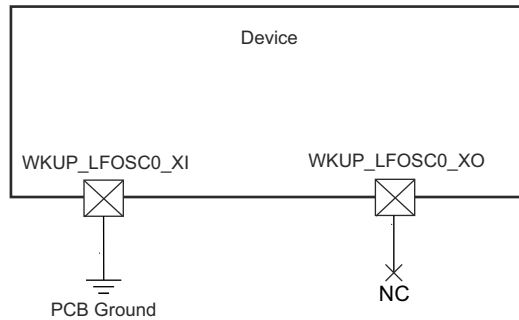 Device
WKUP_LFOSC0_XI
WKUP_LFOSC0_XO
NC
PCB Ground